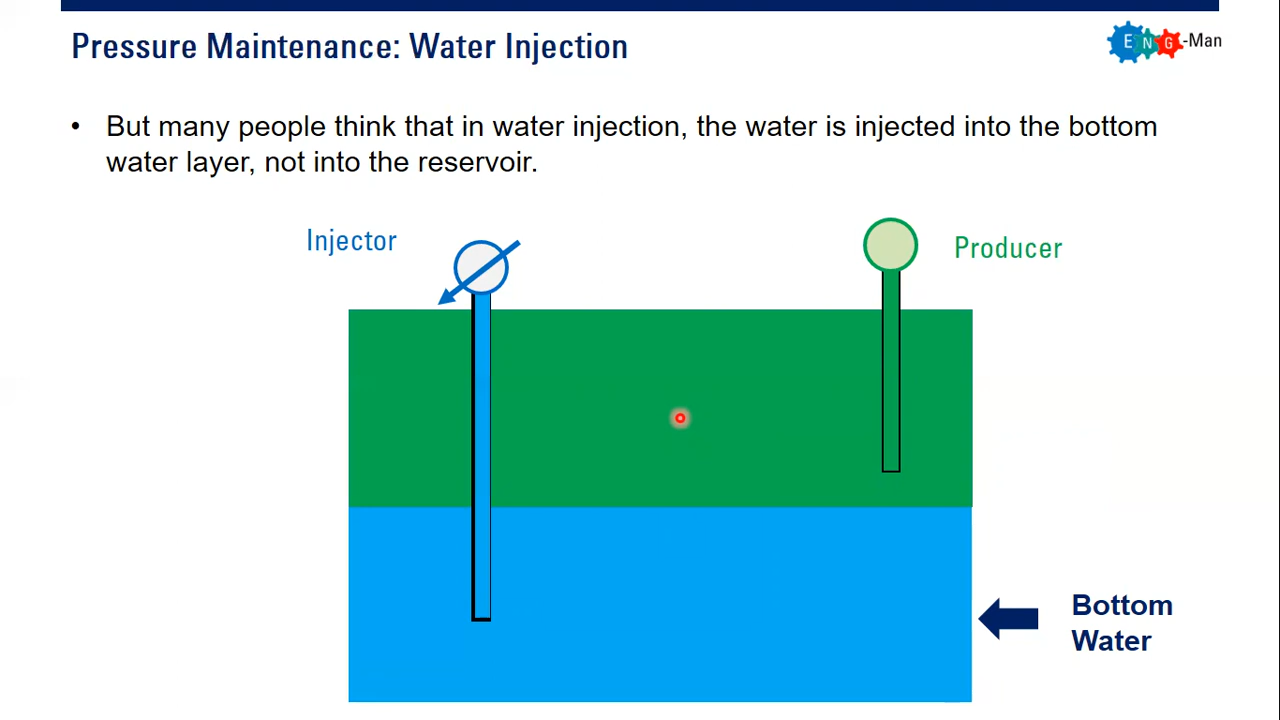 Pressure Maintenance: Water Injection
E N G -Man
• But many people think that in water injection, the water is injected into the bottom
water layer, not into the reservoir.
Injector
Producer
Bottom
Water